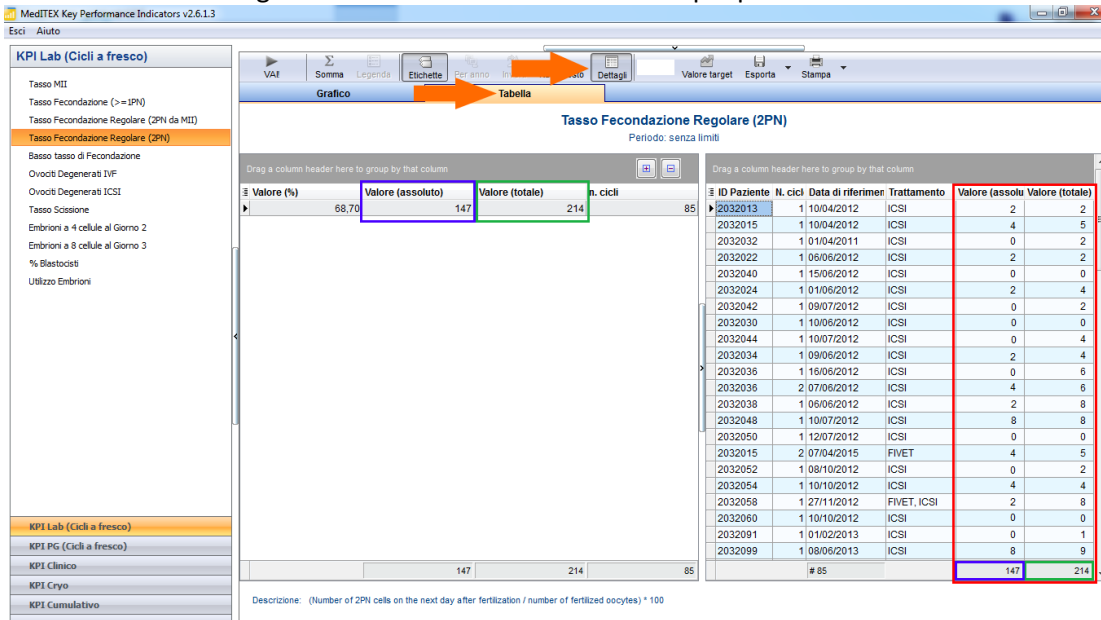 MedITEX Key Performance Indicators v2.6.1.3
Esci Aiuto
KPI Lab (Cicli a fresco)
Tasso MII
Tasso Fecondazione (>=1PN)
Tasso Fecondazione Regolare (2PN da MII)
Tasso Fecondazione Regolare (2PN)
Basso tasso di Fecondazione
Ovociti Degenerati IVF
Ovociti Degenerati ICSI
Tasso Scissione
Embrioni a 4 cellule al Giorno 2
Embrioni a 8 cellule al Giorno 3
% Blastocisti
Utilizzo Embrioni
KPI Lab (Cicli a fresco)
KPI PG (Cicli a fresco)
KPI Clinico
KPI Cryo
KPI Cumulativo
VAI! Somma Legenda Etichette Per anno Dettagli Valore target Esporta Stampa
Grafico Tabella
Tasso Fecondazione Regolare (2PN)
Periodo: senza limiti
Drag a column header here to group by that column
Valore (%) Valore (assoluto) Valore (totale) n. cicli
68,70 147 214 85
147 214 85
Drag a column header here to group by that column
ID Paziente N. cicl Data di riferimen Trattamento Valore (assolu Valore (totale)
2032013 1 10/04/2012 ICSI 2 2
2032015 1 10/04/2012 ICSI 4 5
2032032 1 01/04/2011 ICSI 0 2
2032022 1 06/06/2012 ICSI 2 2
2032040 1 15/06/2012 ICSI 0 0
2032024 1 01/06/2012 ICSI 2 4
2032042 1 09/07/2012 ICSI 0 2
2032030 1 10/06/2012 ICSI 0 0
2032044 1 10/07/2012 ICSI 0 4
2032034 1 09/06/2012 ICSI 2 4
2032036 1 16/06/2012 ICSI 0 6
2032036 2 07/06/2012 ICSI 4 6
2032038 1 06/06/2012 ICSI 2 8
2032048 1 10/07/2012 ICSI 8 8
2032050 1 12/07/2012 ICSI 0 0
2032015 2 07/04/2015 FIVET 4 5
2032052 1 08/10/2012 ICSI 0 2
2032054 1 10/10/2012 ICSI 4 4
2032058 1 27/11/2012 FIVET, ICSI 2 8
2032060 1 10/10/2012 ICSI 0 0
2032091 1 01/02/2013 ICSI 0 1
2032099 1 08/06/2013 ICSI 8 9
# 85 147 214
Descrizione: (Number of 2PN cells on the next day after fertilization / number of fertilized oocytes) * 100